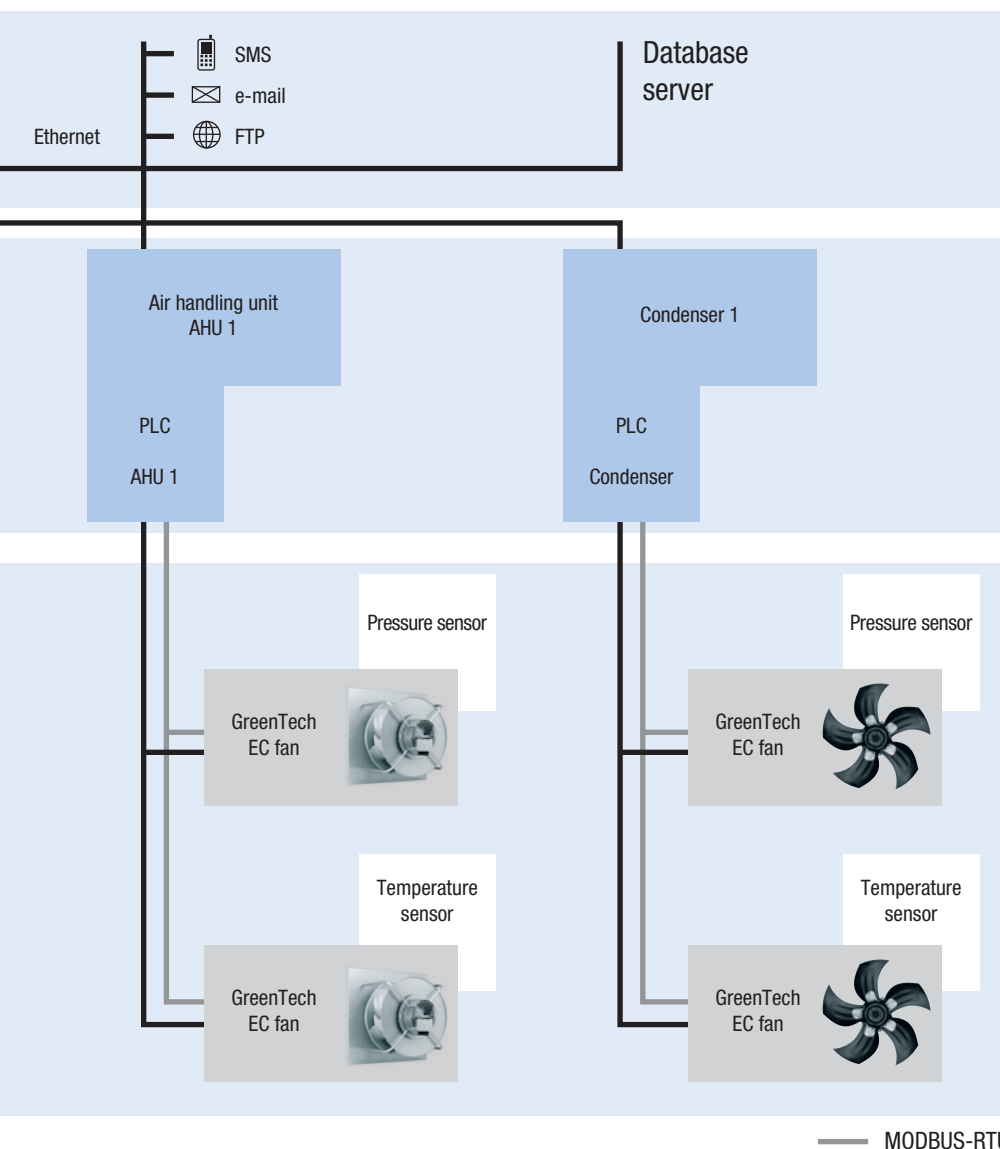 SMS
e-mail
Ethernet
FTP
Database
server
Air handling unit
AHU 1
PLC
AHU 1
Condenser 1
PLC
Condenser
Pressure sensor
GreenTech
EC fan
Pressure sensor
GreenTech
EC fan
Temperature
sensor
GreenTech
EC fan
Temperature
sensor
GreenTech
EC fan
MODBUS-RTU